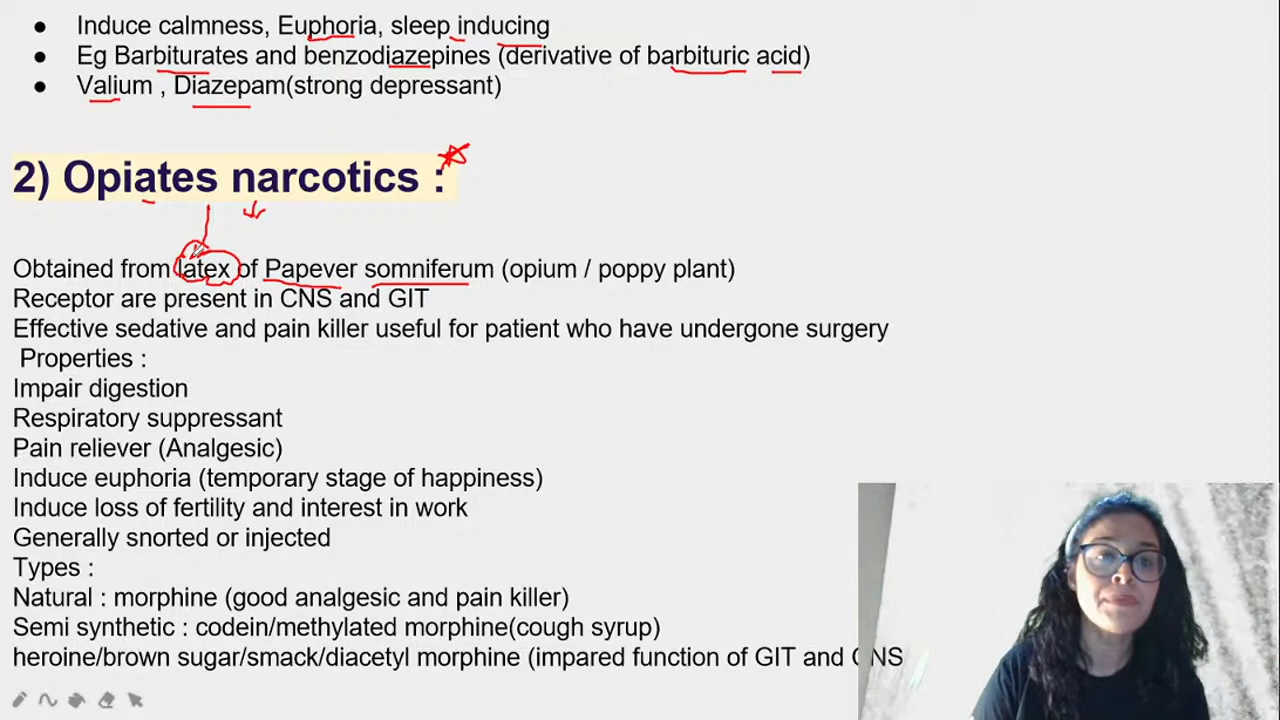 ● Induce calmness, Euphoria, sleep inducing
● Eg Barbiturates and benzodiazepines (derivative of barbituric acid)
● Valium , Diazepam(strong depressant)
2) Opiates narcotics :
Obtained from latex of Papever somniferum (opium / poppy plant)
Receptor are present in CNS and GIT
Effective sedative and pain killer useful for patient who have undergone surgery
Properties :
Impair digestion
Respiratory suppressant
Pain reliever (Analgesic)
Induce euphoria (temporary stage of happiness)
Induce loss of fertility and interest in work
Generally snorted or injected
Types :
Natural : morphine (good analgesic and pain killer)
Semi synthetic : codein/methylated morphine(cough syrup)
heroine/brown sugar/smack/diacetyl morphine (impared function of GIT and CNS